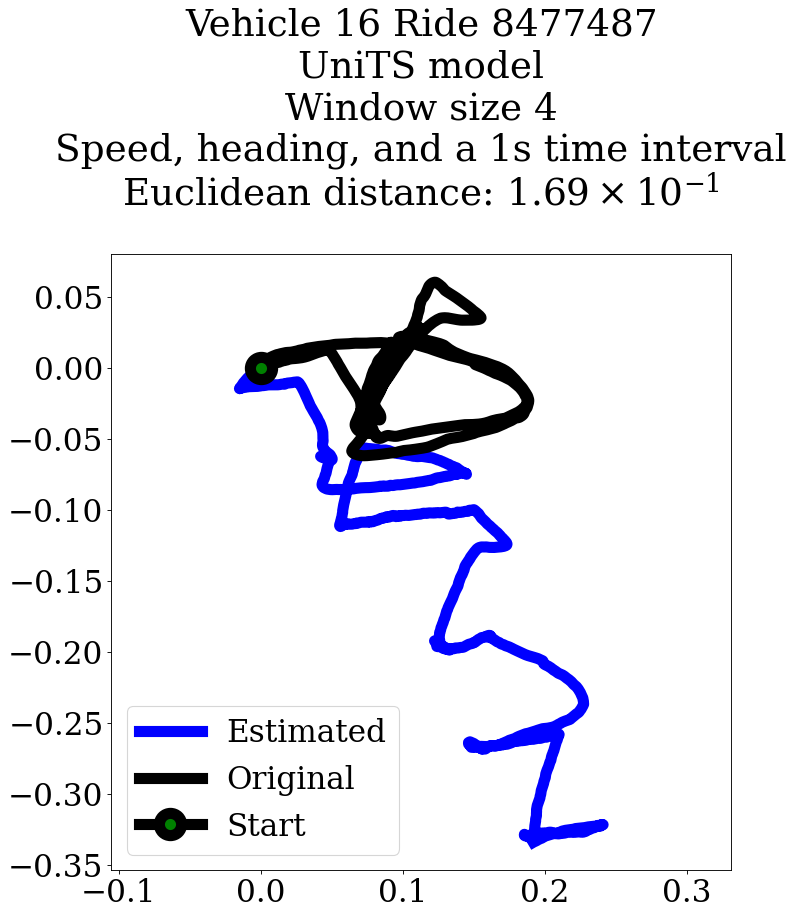 Vehicle 16 Ride 8477487
UniTS model
Window size 4
Speed, heading, and a 1s time interval
Euclidean distance: 1.69 × 10⁻¹
0.05
0.00
−0.05
−0.10
−0.15
−0.20
−0.25
−0.30
−0.35
Estimated
Original
Start
−0.1 0.0 0.1 0.2 0.3